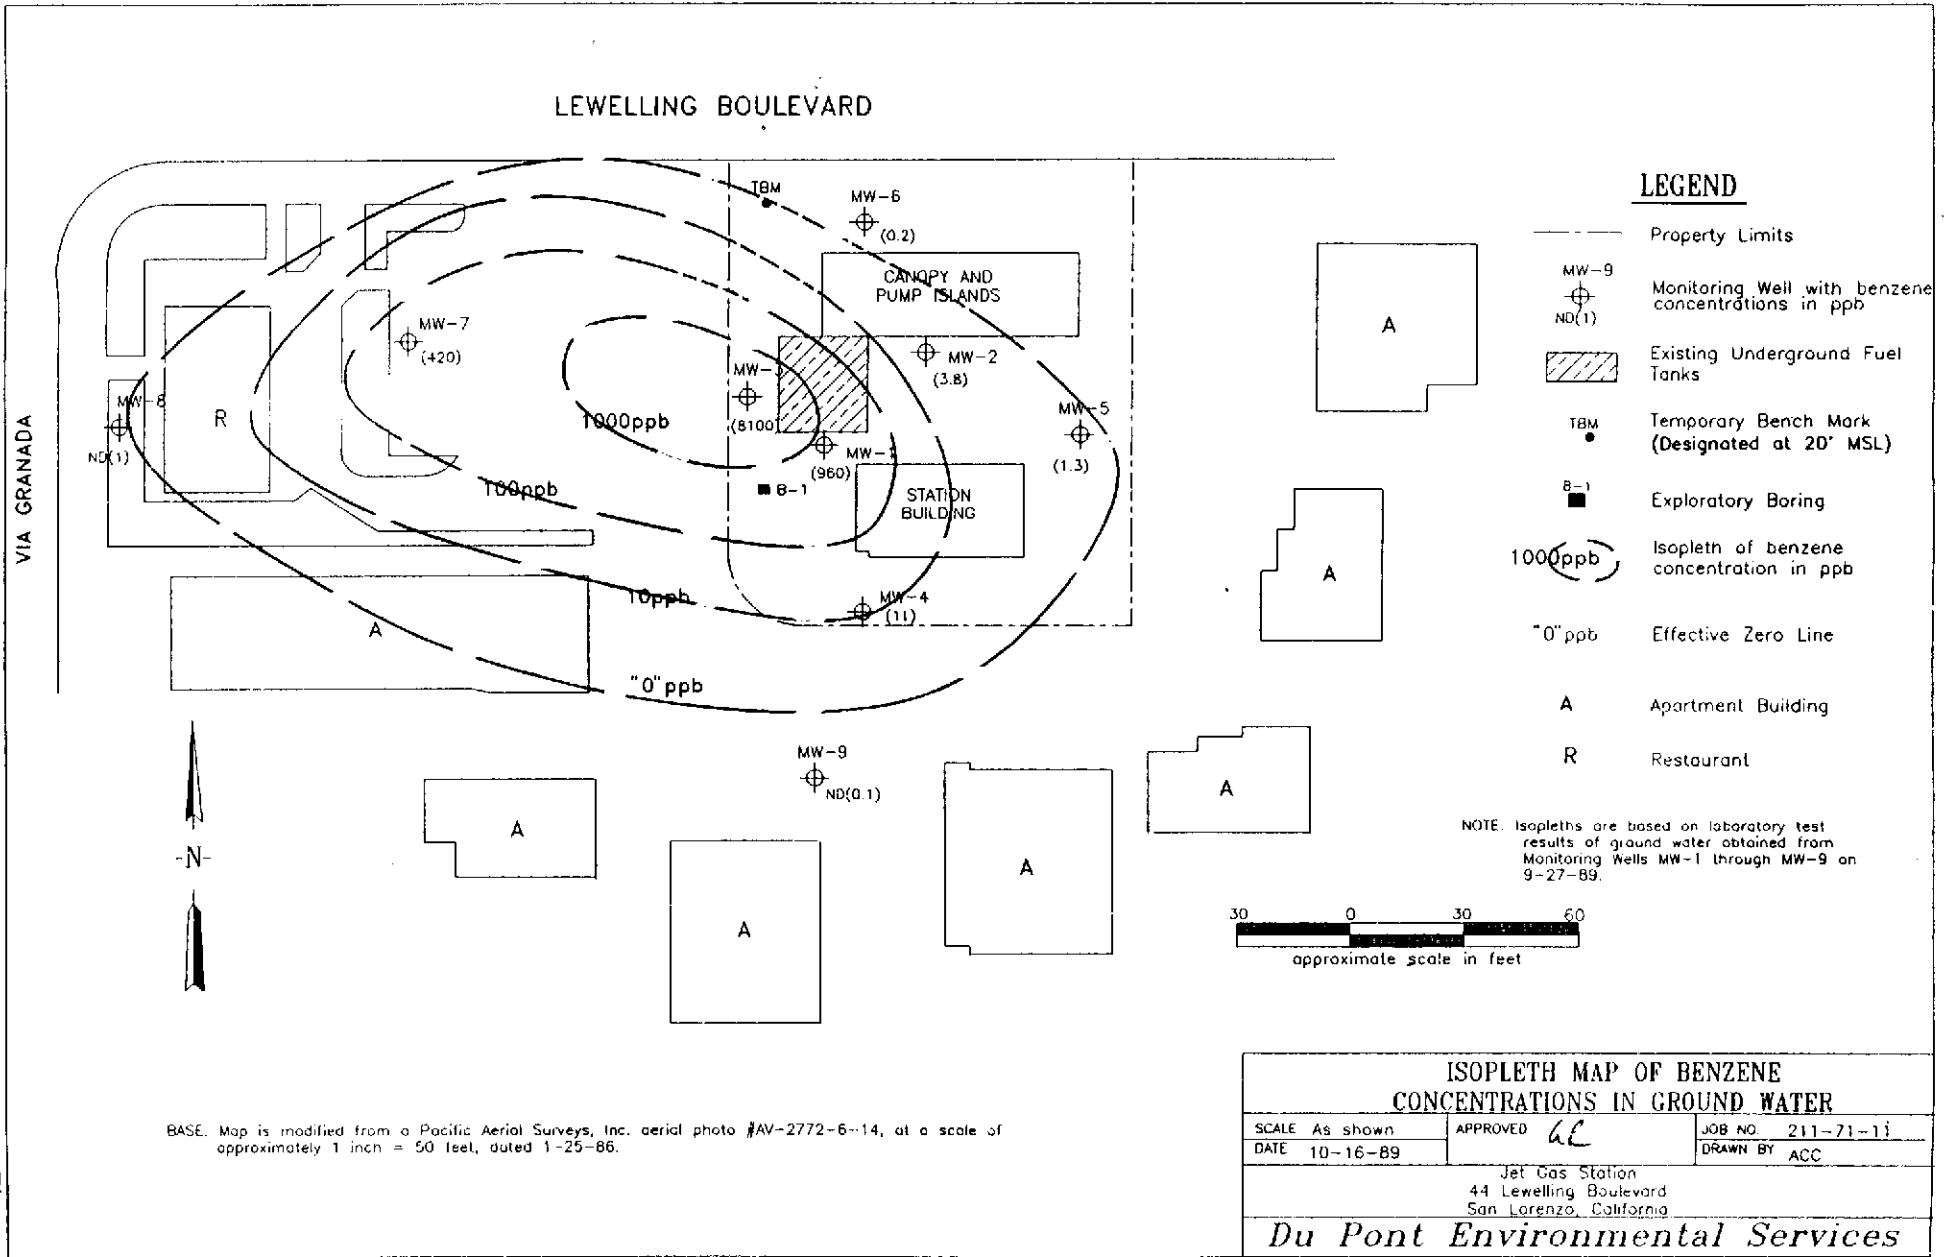 LEWELLING BOULEVARD
TBM
MW-6
(0.2)
CANOPY AND
PUMP ISLANDS
MW-7
(420)
MW-2
(3.8)
MW-
(8100)
1000ppb
MW-5
(1.3)
MW-8
ND(1)
R
MW-1
(960)
B-1
100ppb
STATION
BUILDING
VIA GRANADA
10ppb
MW-4
(11)
A
"0"ppb
MW-9
ND(0.1)
A
A
A
A
A
A
-N-
LEGEND
Property Limits
MW-9
ND(1)
Monitoring Well with benzene
concentrations in ppb
Existing Underground Fuel
Tanks
TBM
Temporary Bench Mark
(Designated at 20' MSL)
B-1
Exploratory Boring
1000ppb
Isopleth of benzene
concentration in ppb
"0"ppb
Effective Zero Line
A
Apartment Building
R
Restaurant
NOTE. Isopleths are based on laboratory test
results of ground water obtained from
Monitoring Wells MW-1 through MW-9 on
9-27-89.
30 0 30 60
approximate scale in feet
BASE. Map is modified from a Pacific Aerial Surveys, Inc. aerial photo #AV-2772-6-14, at a scale of
approximately 1 inch = 50 feet, dated 1-25-86.
ISOPLETH MAP OF BENZENE
CONCENTRATIONS IN GROUND WATER
SCALE As shown
APPROVED
JOB NO. 211-71-11
DATE 10-16-89
DRAWN BY ACC
Jet Gas Station
44 Lewelling Boulevard
San Lorenzo, California
Du Pont Environmental Services